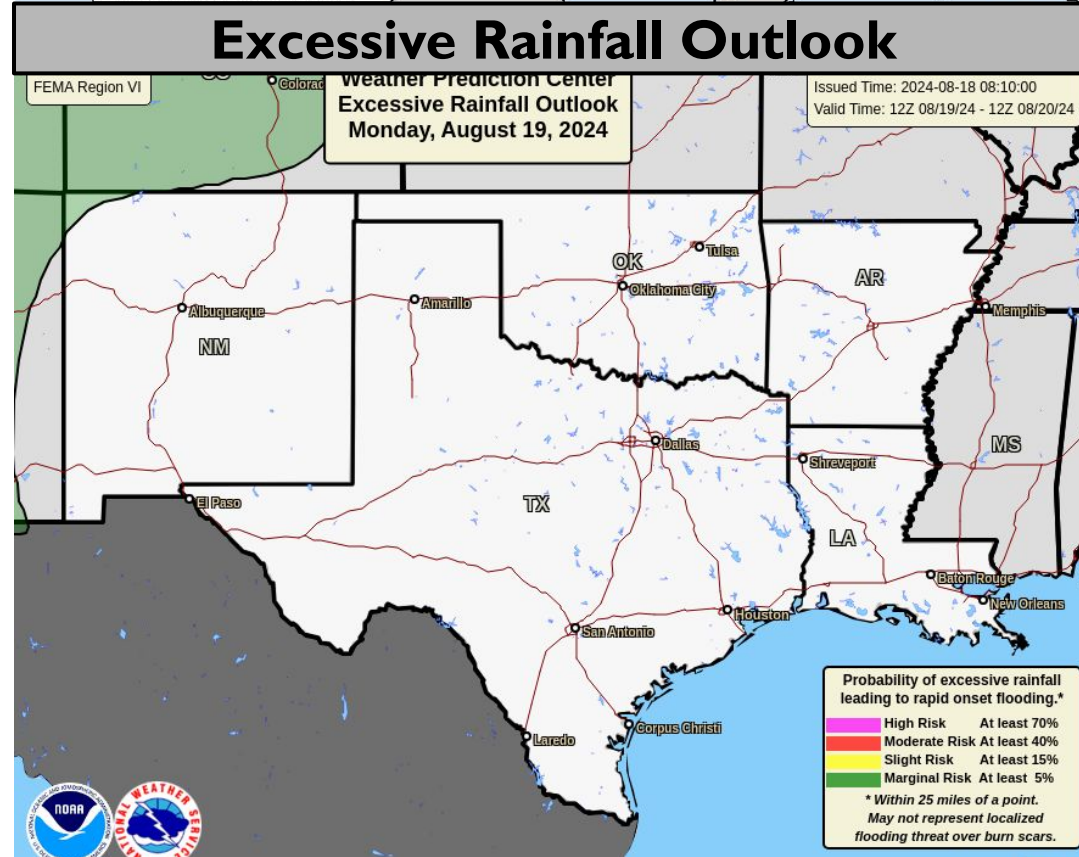 Excessive Rainfall Outlook
FEMA Region VI
Weather Prediction Center
Excessive Rainfall Outlook
Monday, August 19, 2024
Issued Time: 2024-08-18 08:10:00
Valid Time: 12Z 08/19/24 - 12Z 08/20/24
Colorad
Tulsa
OK
Oklahoma City
AR
Albuquerque
Amarillo
Memphis
NM
Dallas
MS
Shreveport
El Paso
TX
LA
Baton Rouge
New Orleans
Houston
San Antonio
Corpus Christi
Laredo
Probability of excessive rainfall
leading to rapid onset flooding.*
High Risk At least 70%
Moderate Risk At least 40%
Slight Risk At least 15%
Marginal Risk At least 5%
* Within 25 miles of a point.
May not represent localized
flooding threat over burn scars.
NOAA
NATIONAL WEATHER SERVICE